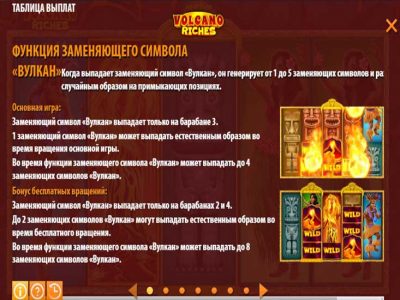 ТАБЛИЦА ВЫПЛАТ
VOLCANO
RICHES
ФУНКЦИЯ ЗАМЕНЯЮЩЕГО СИМВОЛА
«ВУЛКАН» Когда выпадает заменяющий символ «Вулкан», он генерирует от 1 до 5 заменяющих символов и ра
случайным образом на примыкающих позициях.
Основная игра:
Заменяющий символ «Вулкан» выпадает только на барабане 3.
1 заменяющий символ «Вулкан» может выпадать естественным образом во
время вращения основной игры.
Во время функции заменяющего символа «Вулкан» может выпадать до 4
заменяющих символов «Вулкан».
Бонус бесплатных вращений:
Заменяющий символ «Вулкан» выпадает только на барабанах 2 и 4.
До 2 заменяющих символов «Вулкан» могут выпадать естественным образом во
время бесплатного вращения.
Во время функции заменяющего символа «Вулкан» может выпадать до 8
заменяющих символов «Вулкан».
WILD
WILD
WILD
WILD